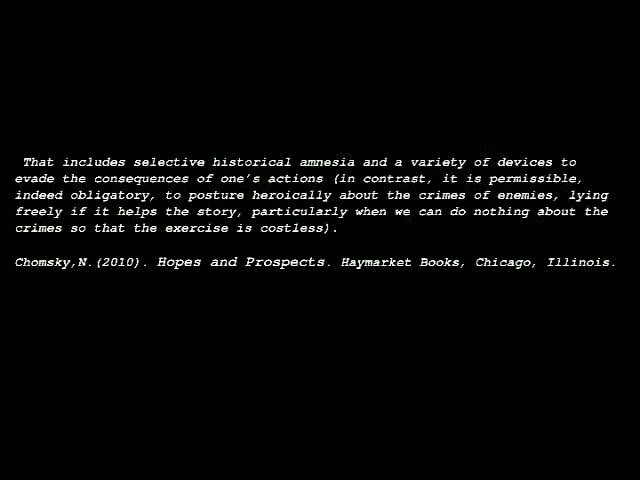 That includes selective historical amnesia and a variety of devices to
evade the consequences of one's actions (in contrast, it is permissible,
indeed obligatory, to posture heroically about the crimes of enemies, lying
freely if it helps the story, particularly when we can do nothing about the
crimes so that the exercise is costless).
Chomsky,N.(2010). Hopes and Prospects. Haymarket Books, Chicago, Illinois.